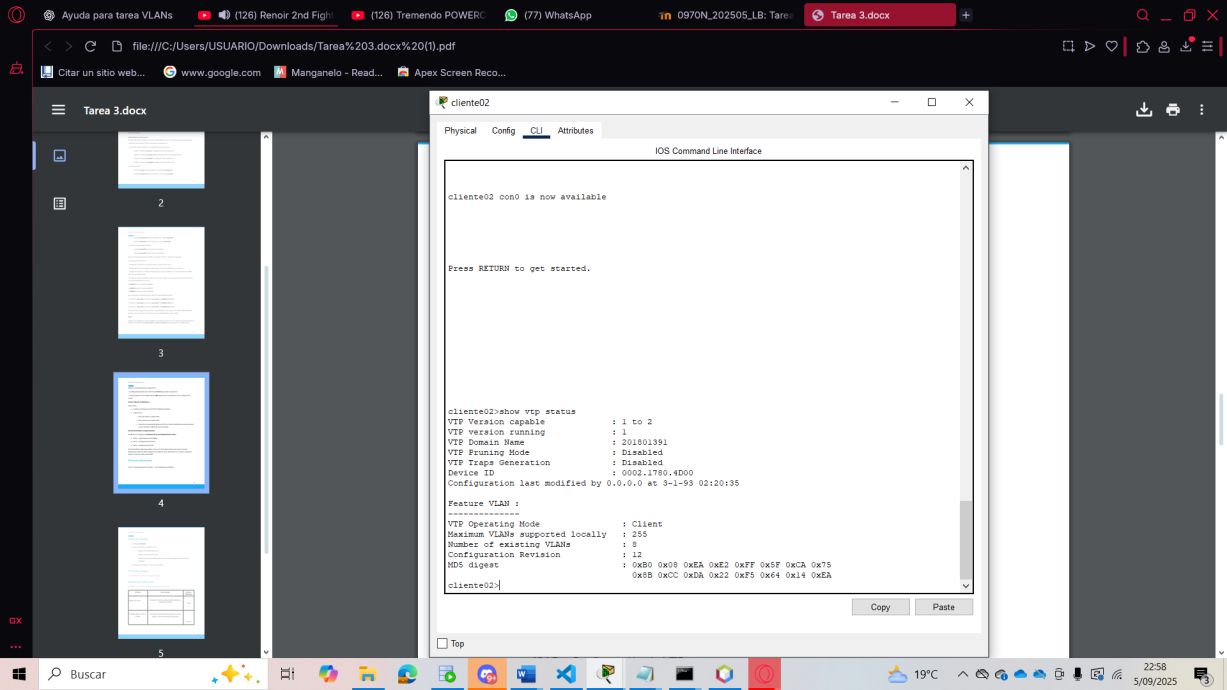 Ayuda para tarea VLANs
(126) Renoir 2nd Figh
(126) Tremendo POWERC
(77) WhatsApp
0970N_202505_LB: Tarea
Tarea 3.docx
file:///C:/Users/USUARIO/Downloads/Tarea%203.docx%20(1).pdf
Citar un sitio web...
www.google.com
Manganelo - Read...
Apex Screen Reco...
Tarea 3.docx
2
3
4
5
cliente02
Physical
Config
CLI
Attributes
IOS Command Line Interface
cliente02 con0 is now available
Press RETURN to get started.
cliente02>show vtp status
VTP Version capable : 1 to 2
VTP version running : 1
VTP Domain Name : 201801391
VTP Pruning Mode : Disabled
VTP Traps Generation : Disabled
Device ID : 0002.1780.4D00
Configuration last modified by 0.0.0.0 at 3-1-93 02:20:35
Feature VLAN :
--------------
VTP Operating Mode : Client
Maximum VLANs supported locally : 255
Number of existing VLANs : 8
Configuration Revision : 12
MD5 digest : 0xB0 0x08 0xEA 0xE2 0xFF 0x5F 0xCA 0x75
0x8B 0xCC 0xDA 0x22 0xF5 0x64 0x14 0xEA
cliente02>
Copy
Paste
Top
GX
Buscar
19°C
22:58
5/09/2025
3